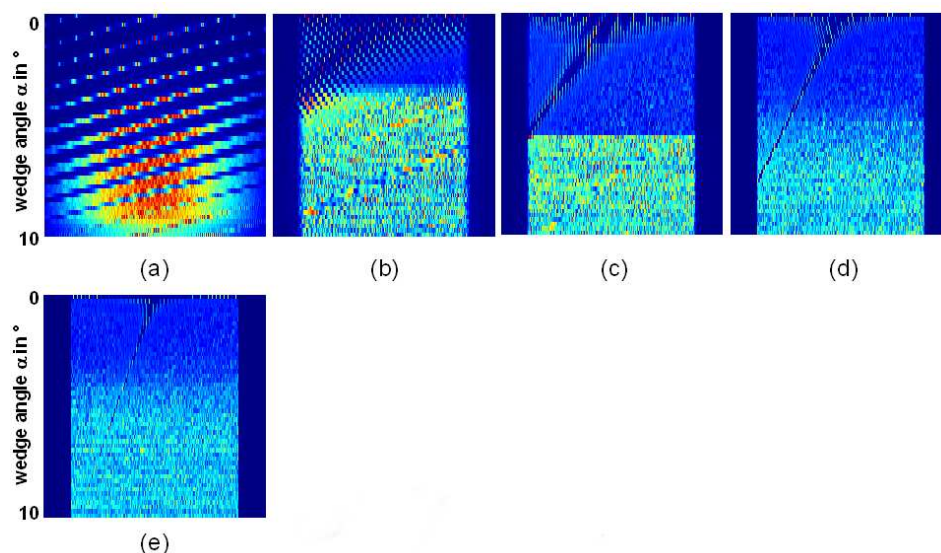 0
wedge angle α in °
10
(a)
(b)
(c)
(d)
0
wedge angle α in °
10
(e)